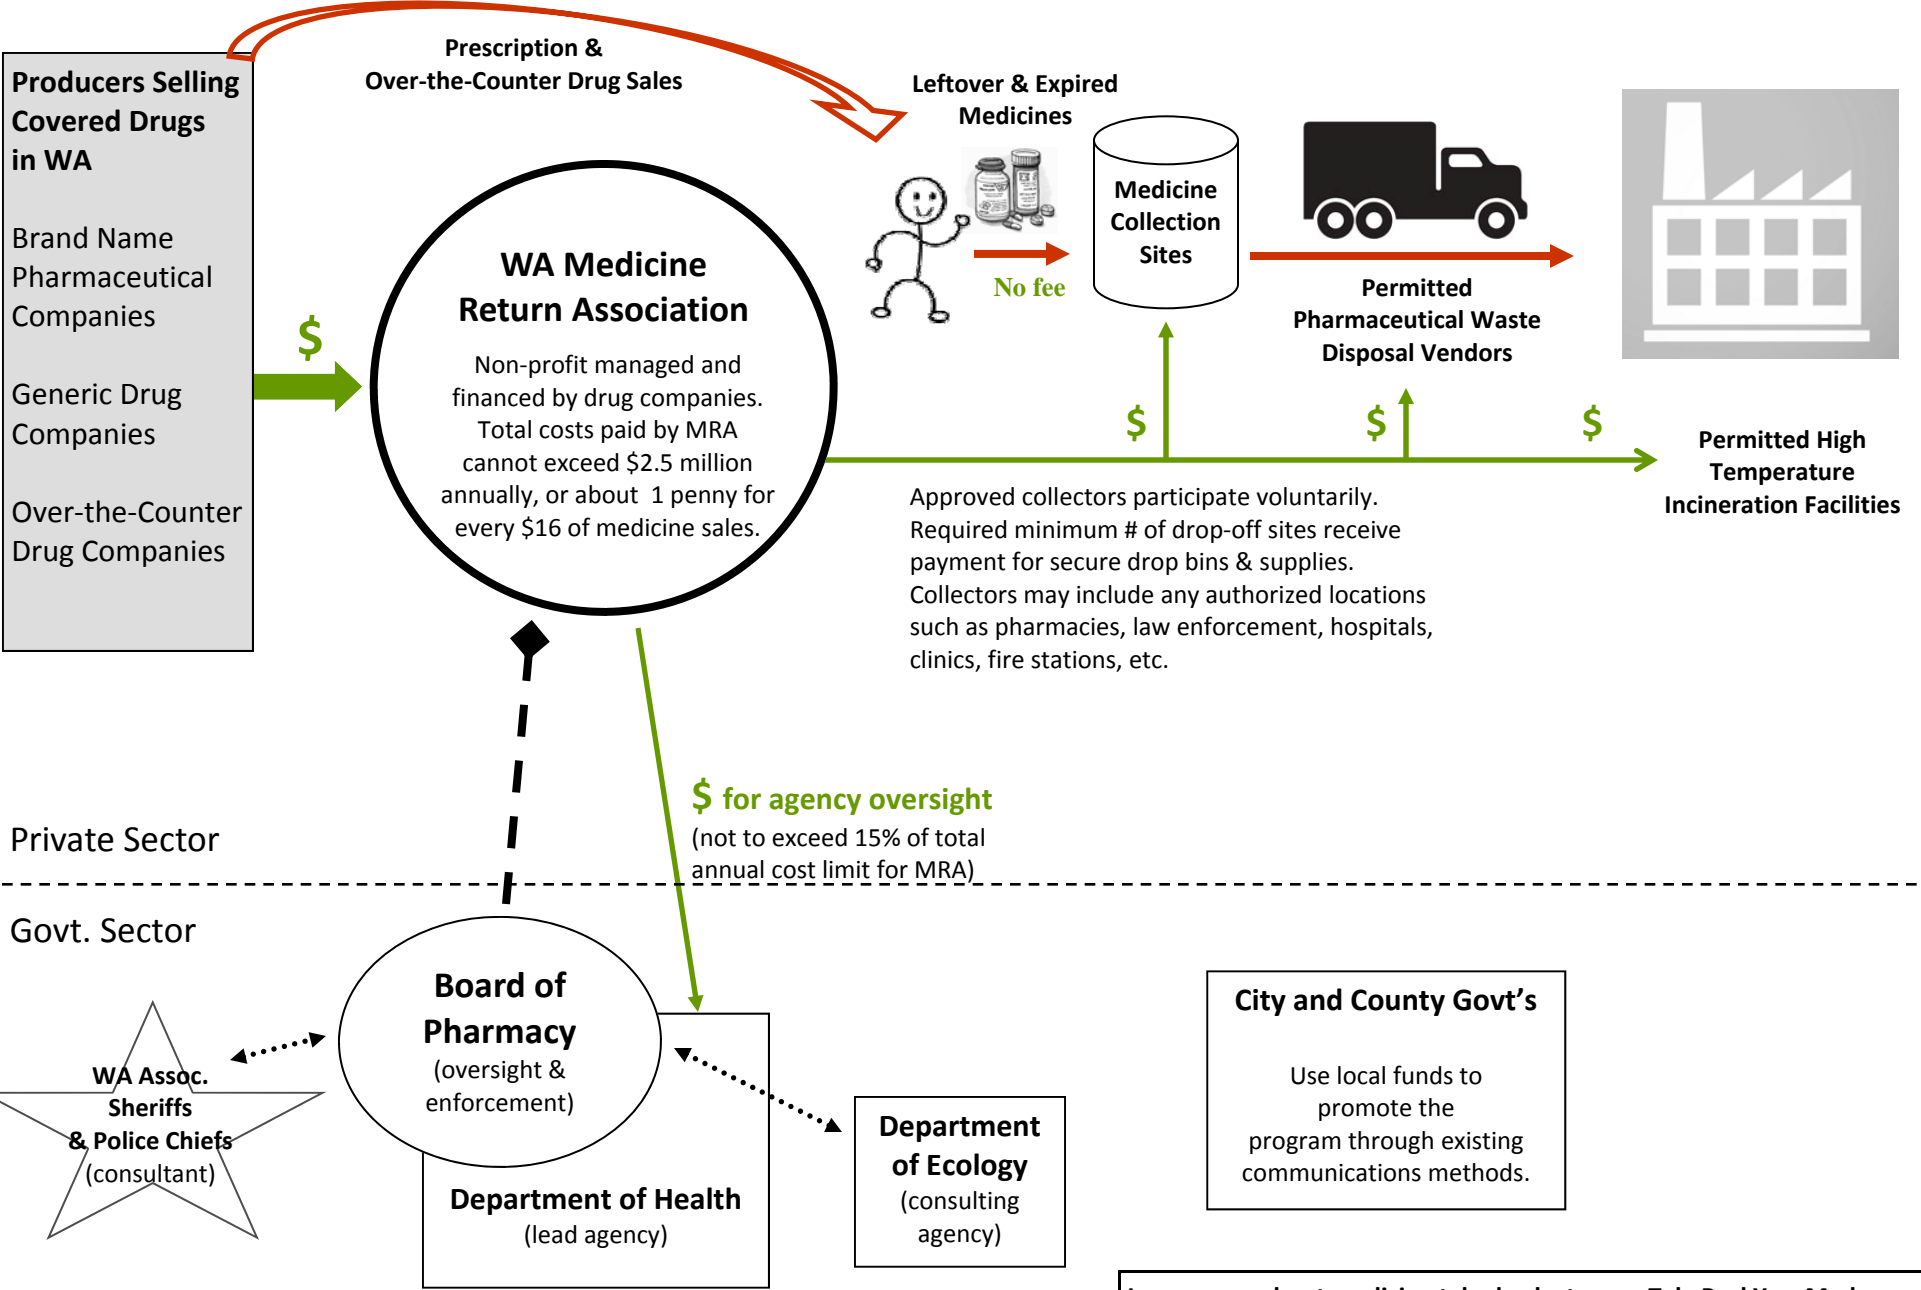 Producers Selling
Covered Drugs
in WA
Brand Name
Pharmaceutical
Companies
Generic Drug
Companies
Over-the-Counter
Drug Companies
$
Prescription &
Over-the-Counter Drug Sales
WA Medicine
Return Association
Non-profit managed and
financed by drug companies.
Total costs paid by MRA
cannot exceed $2.5 million
annually, or about 1 penny for
every $16 of medicine sales.
Leftover & Expired
Medicines
No fee
Medicine
Collection
Sites
Permitted
Pharmaceutical Waste
Disposal Vendors
$
$
$
Permitted High
Temperature
Incineration Facilities
Approved collectors participate voluntarily.
Required minimum # of drop-off sites receive
payment for secure drop bins & supplies.
Collectors may include any authorized locations
such as pharmacies, law enforcement, hospitals,
clinics, fire stations, etc.
$ for agency oversight
(not to exceed 15% of total
annual cost limit for MRA)
Private Sector
Govt. Sector
WA Assoc.
Sheriffs
& Police Chiefs
(consultant)
Board of
Pharmacy
(oversight &
enforcement)
Department of Health
(lead agency)
Department
of Ecology
(consulting
agency)
City and County Govt's
Use local funds to
promote the
program through existing
communications methods.